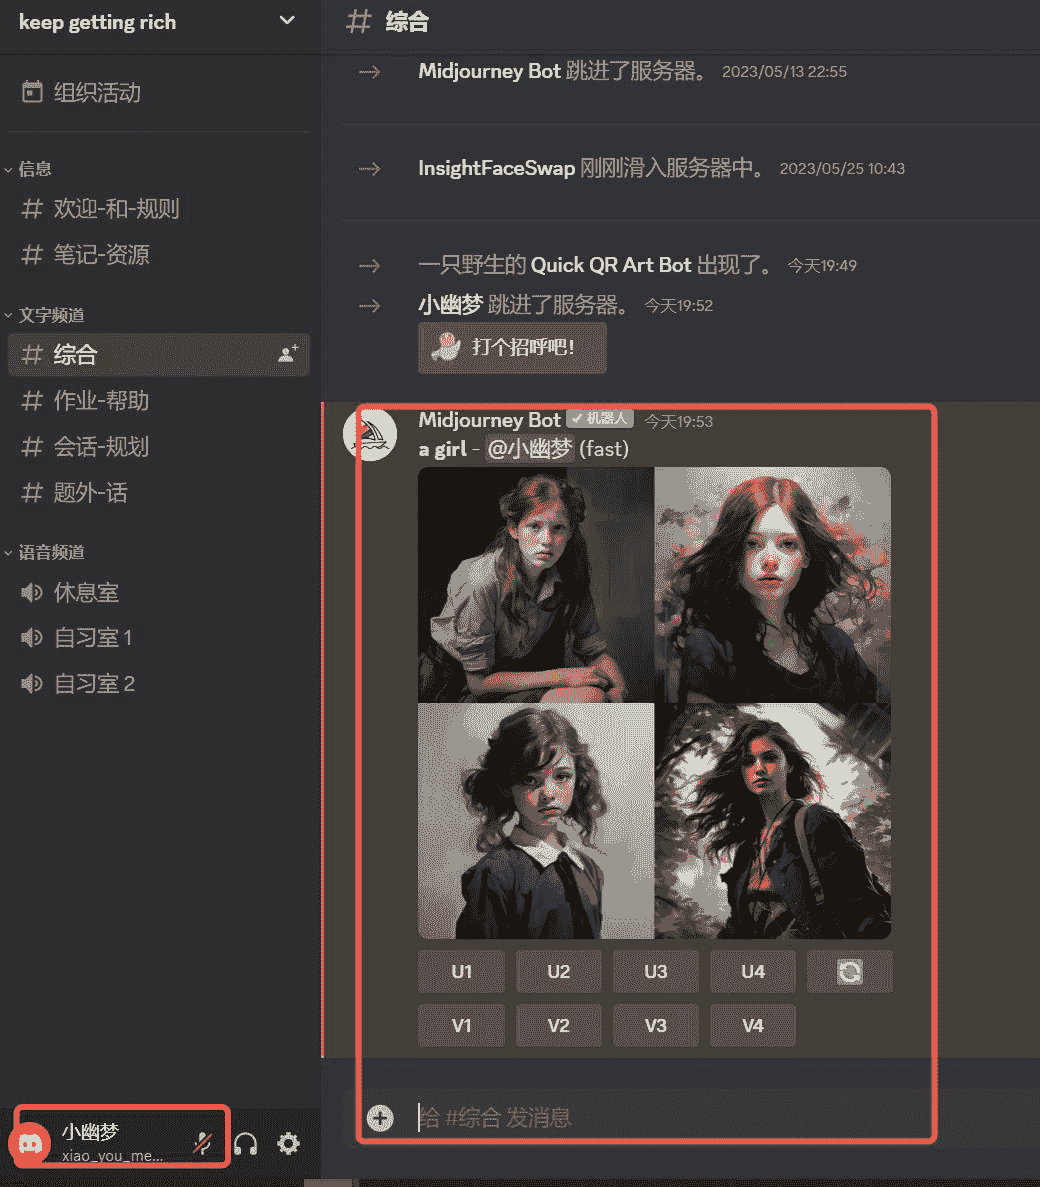 keep getting rich
组织活动
信息
欢迎-和-规则
笔记-资源
文字频道
综合
作业-帮助
会话-规划
题外-话
语音频道
休息室
自习室 1
自习室 2
小幽梦
xiao_you_me...
# 综合
Midjourney Bot 跳进了服务器。 2023/05/13 22:55
InsightFaceSwap 刚刚滑入服务器中。 2023/05/25 10:43
一只野生的 Quick QR Art Bot 出现了。 今天19:49
小幽梦 跳进了服务器。 今天19:52
打个招呼吧!
Midjourney Bot ✓ 机器人 今天19:53
a girl - @小幽梦 (fast)
U1 U2 U3 U4
V1 V2 V3 V4
给 #综合 发消息